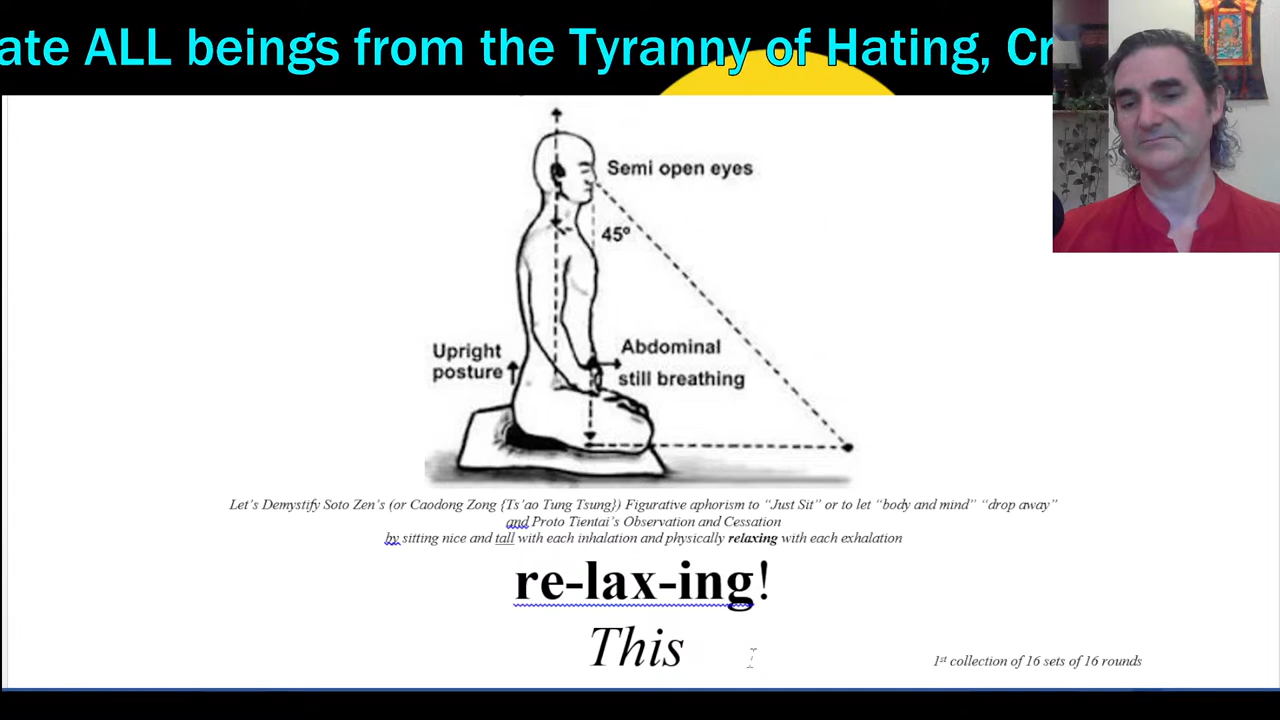 ate ALL beings from the Tyranny of Hating, Cr
Semi open eyes
45º
Upright
posture
Abdominal
still breathing
Let's Demystify Soto Zen's (or Caodong Zong {Ts'ao Tung Tsung}) Figurative aphorism to “Just Sit” or to let “body and mind” “drop away”
and Proto Tientai's Observation and Cessation
by sitting nice and tall with each inhalation and physically relaxing with each exhalation
re-lax-ing!
This
1st collection of 16 sets of 16 rounds